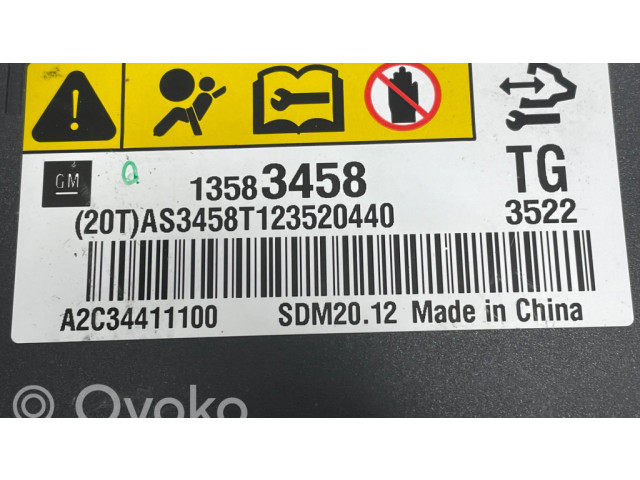 GM
Q
13583458
TG
(20T)AS3458T123520440
3522
A2C34411100 SDM20.12 Made in China
Ovoko